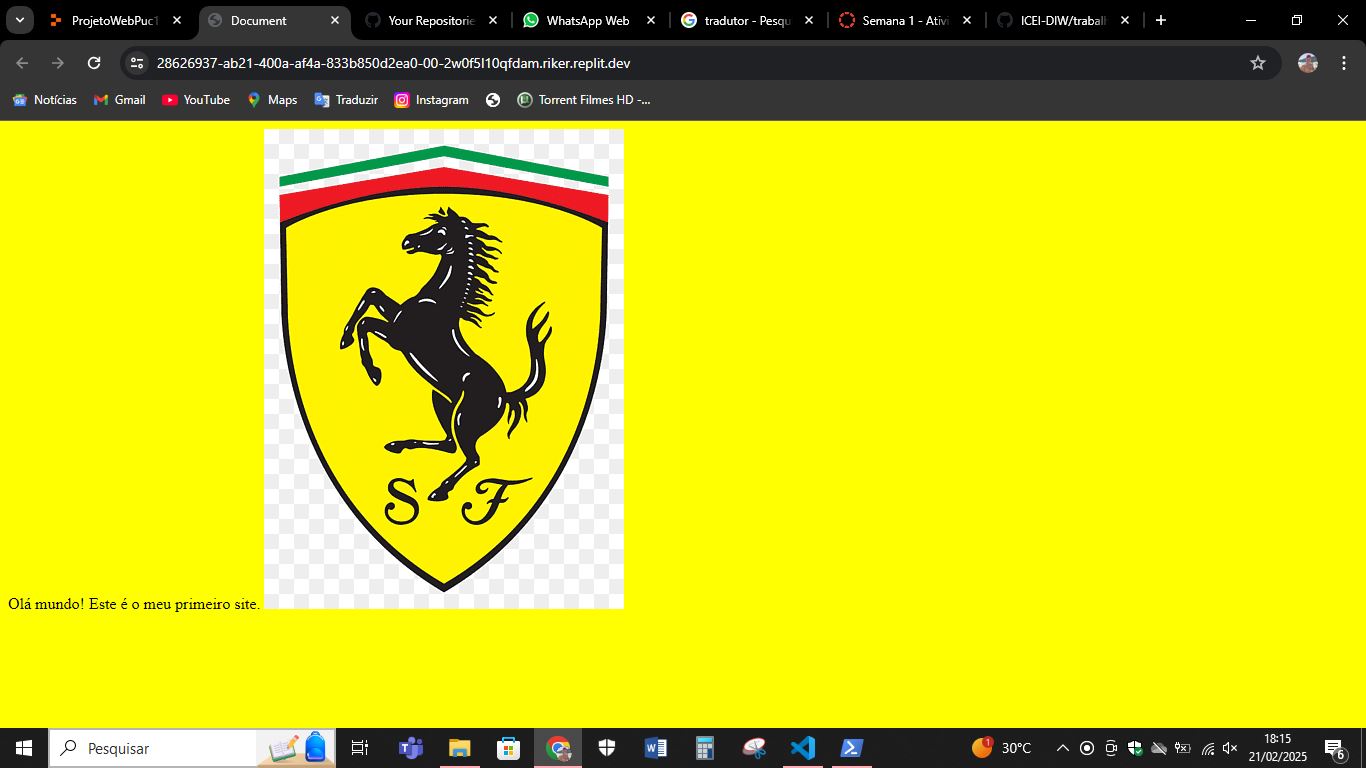 ProjetoWebPuc1
Document
Your Repositorie
WhatsApp Web
tradutor - Pesqu
Semana 1 - Ativi
ICEI-DIW/trabal
28626937-ab21-400a-af4a-833b850d2ea0-00-2w0f5l10qfdam.riker.replit.dev
Notícias
Gmail
YouTube
Maps
Traduzir
Instagram
Torrent Filmes HD -...
S F
Olá mundo! Este é o meu primeiro site.
Pesquisar
1
30°C
18:15
21/02/2025
6